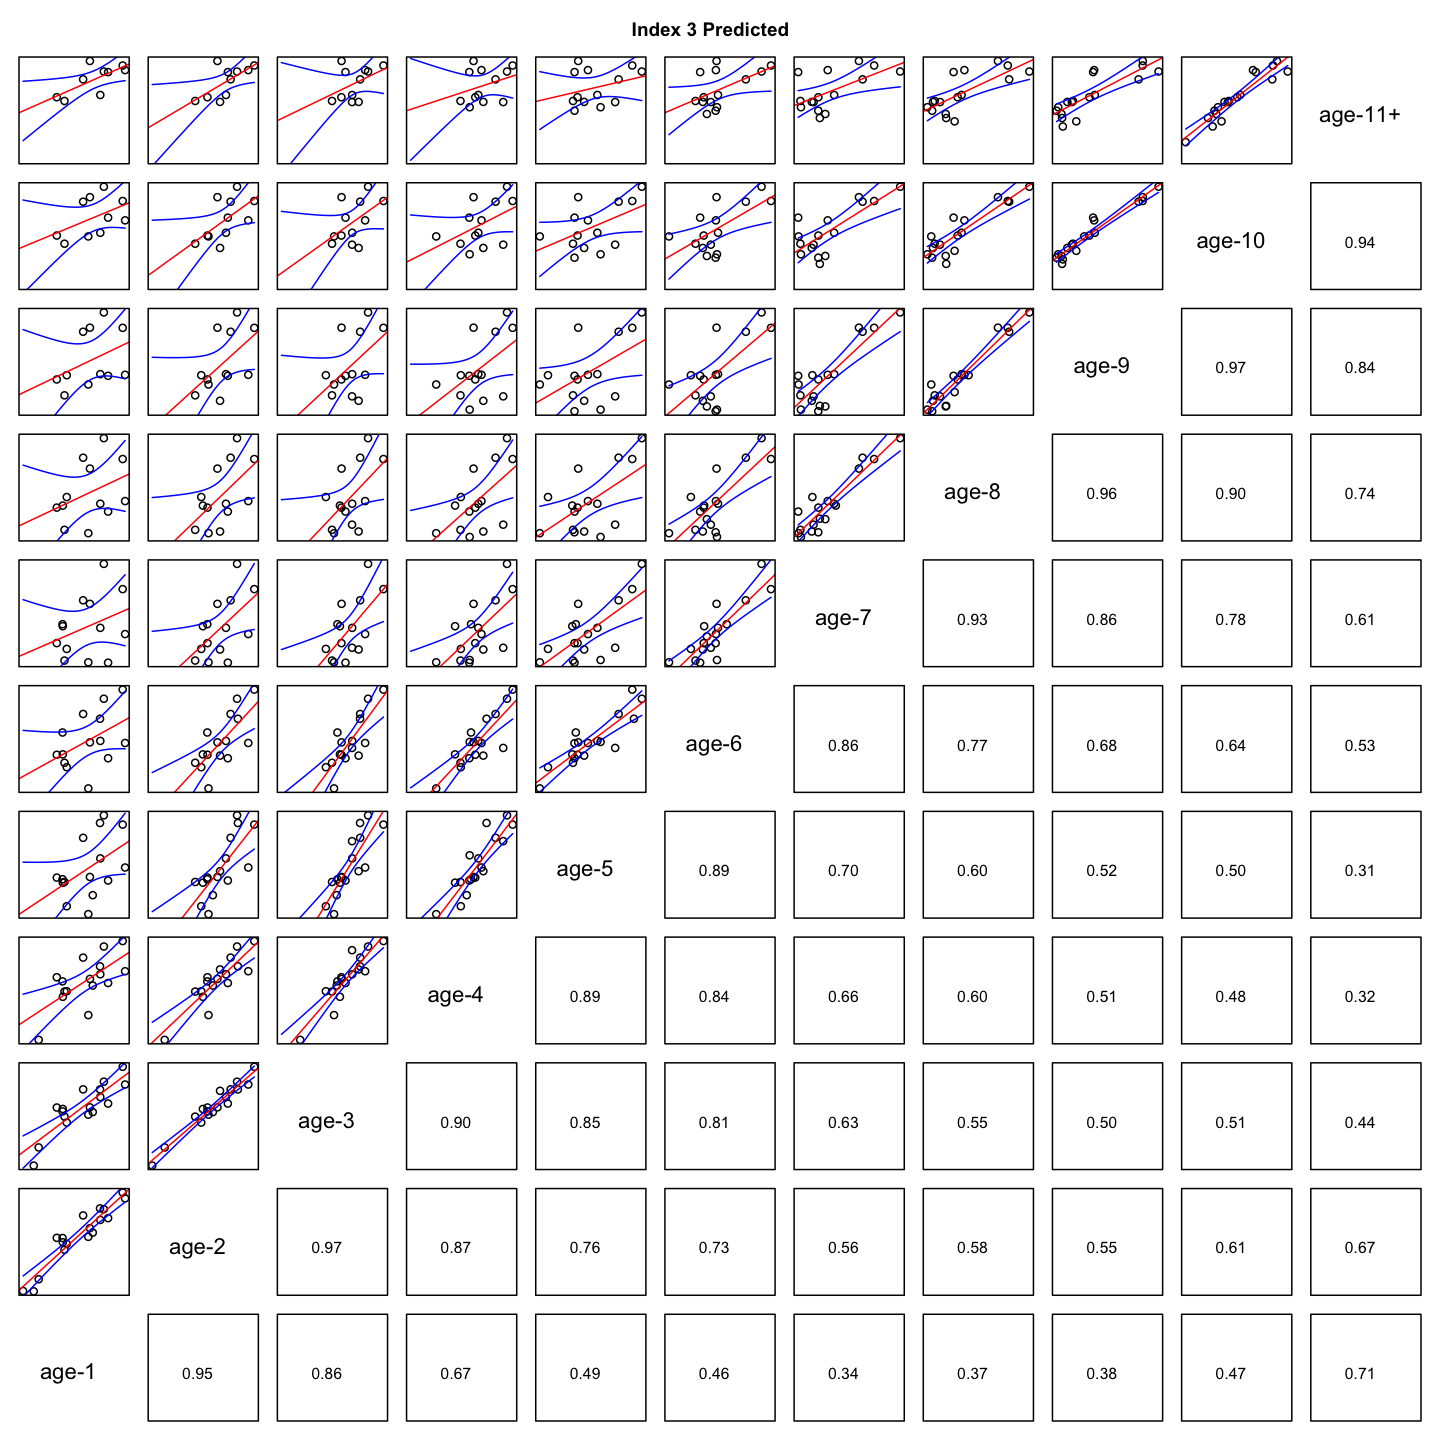 Index 3 Predicted
age-11+
age-10 0.94
age-9 0.97 0.84
age-8 0.96 0.90 0.74
age-7 0.93 0.86 0.78 0.61
age-6 0.86 0.77 0.68 0.64 0.53
age-5 0.89 0.70 0.60 0.52 0.50 0.31
age-4 0.89 0.84 0.66 0.60 0.51 0.48 0.32
age-3 0.90 0.85 0.81 0.63 0.55 0.50 0.51 0.44
age-2 0.97 0.87 0.76 0.73 0.56 0.58 0.55 0.61 0.67
age-1 0.95 0.86 0.67 0.49 0.46 0.34 0.37 0.38 0.47 0.71